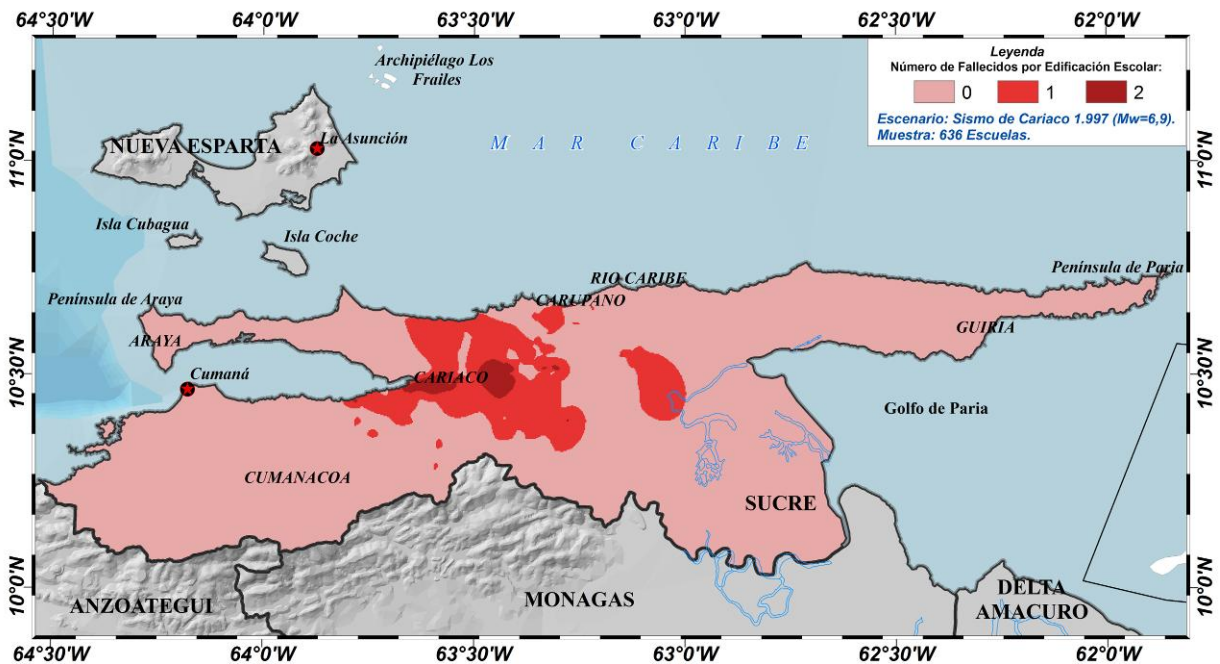 64°30'W 64°0'W 63°30'W 63°0'W 62°30'W 62°0'W
Leyenda
Número de Fallecidos por Edificación Escolar:
0 1 2
Escenario: Sismo de Cariaco 1.997 (Mw=6,9).
Muestra: 636 Escuelas.
Archipiélago Los
Frailes
La Asunción
NUEVA ESPARTA
MAR CARIBE
11°0'N
11°0'N
Isla Cubagua
Isla Coche
RIO CARIBE
Península de Paria
Península de Araya
CARUPANO
GUIRIA
ARAYA
Cumaná
CARIACO
10°30'N
10°30'N
Golfo de Paria
CUMANACOA
SUCRE
10°0'N
10°0'N
ANZOATEGUI
MONAGAS
DELTA
AMACURO
64°30'W 64°0'W 63°30'W 63°0'W 62°30'W 62°0'W